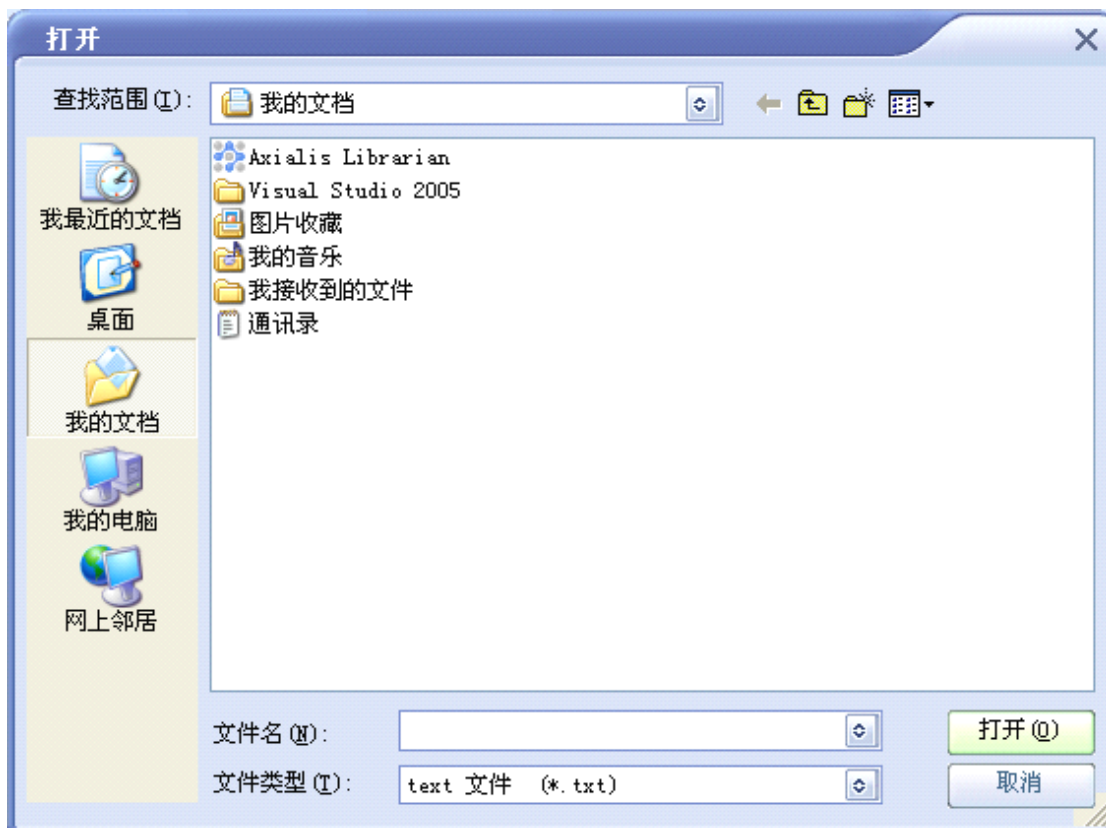 打开
查找范围(I):
我的文档
我最近的文档
桌面
我的文档
我的电脑
网上邻居
Axialis Librarian
Visual Studio 2005
图片收藏
我的音乐
我接收到的文件
通讯录
文件名(N):
打开(O)
文件类型(T):
text 文件 (*.txt)
取消